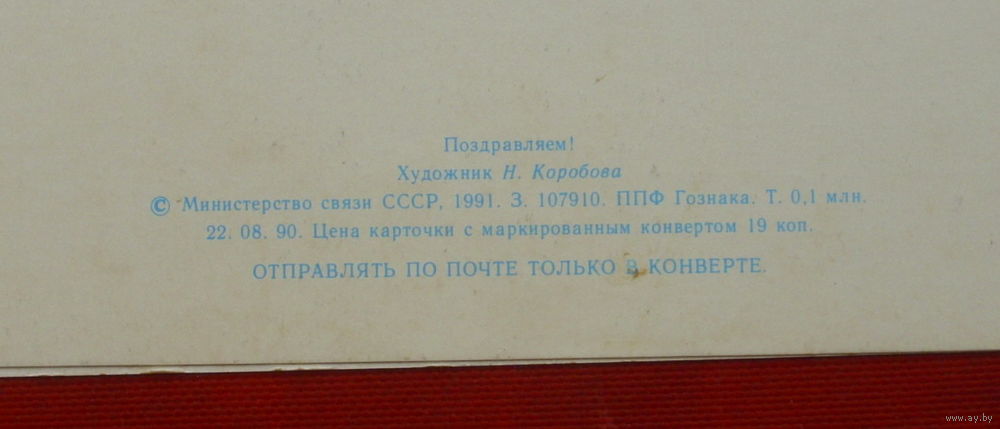 Поздравляем!
Художник Н. Коробова
© Министерство связи СССР, 1991. З. 107910. ППФ Гознака. Т. 0,1 млн.
22. 08. 90. Цена карточки с маркированным конвертом 19 коп.
ОТПРАВЛЯТЬ ПО ПОЧТЕ ТОЛЬКО В КОНВЕРТЕ.
www.ay.by